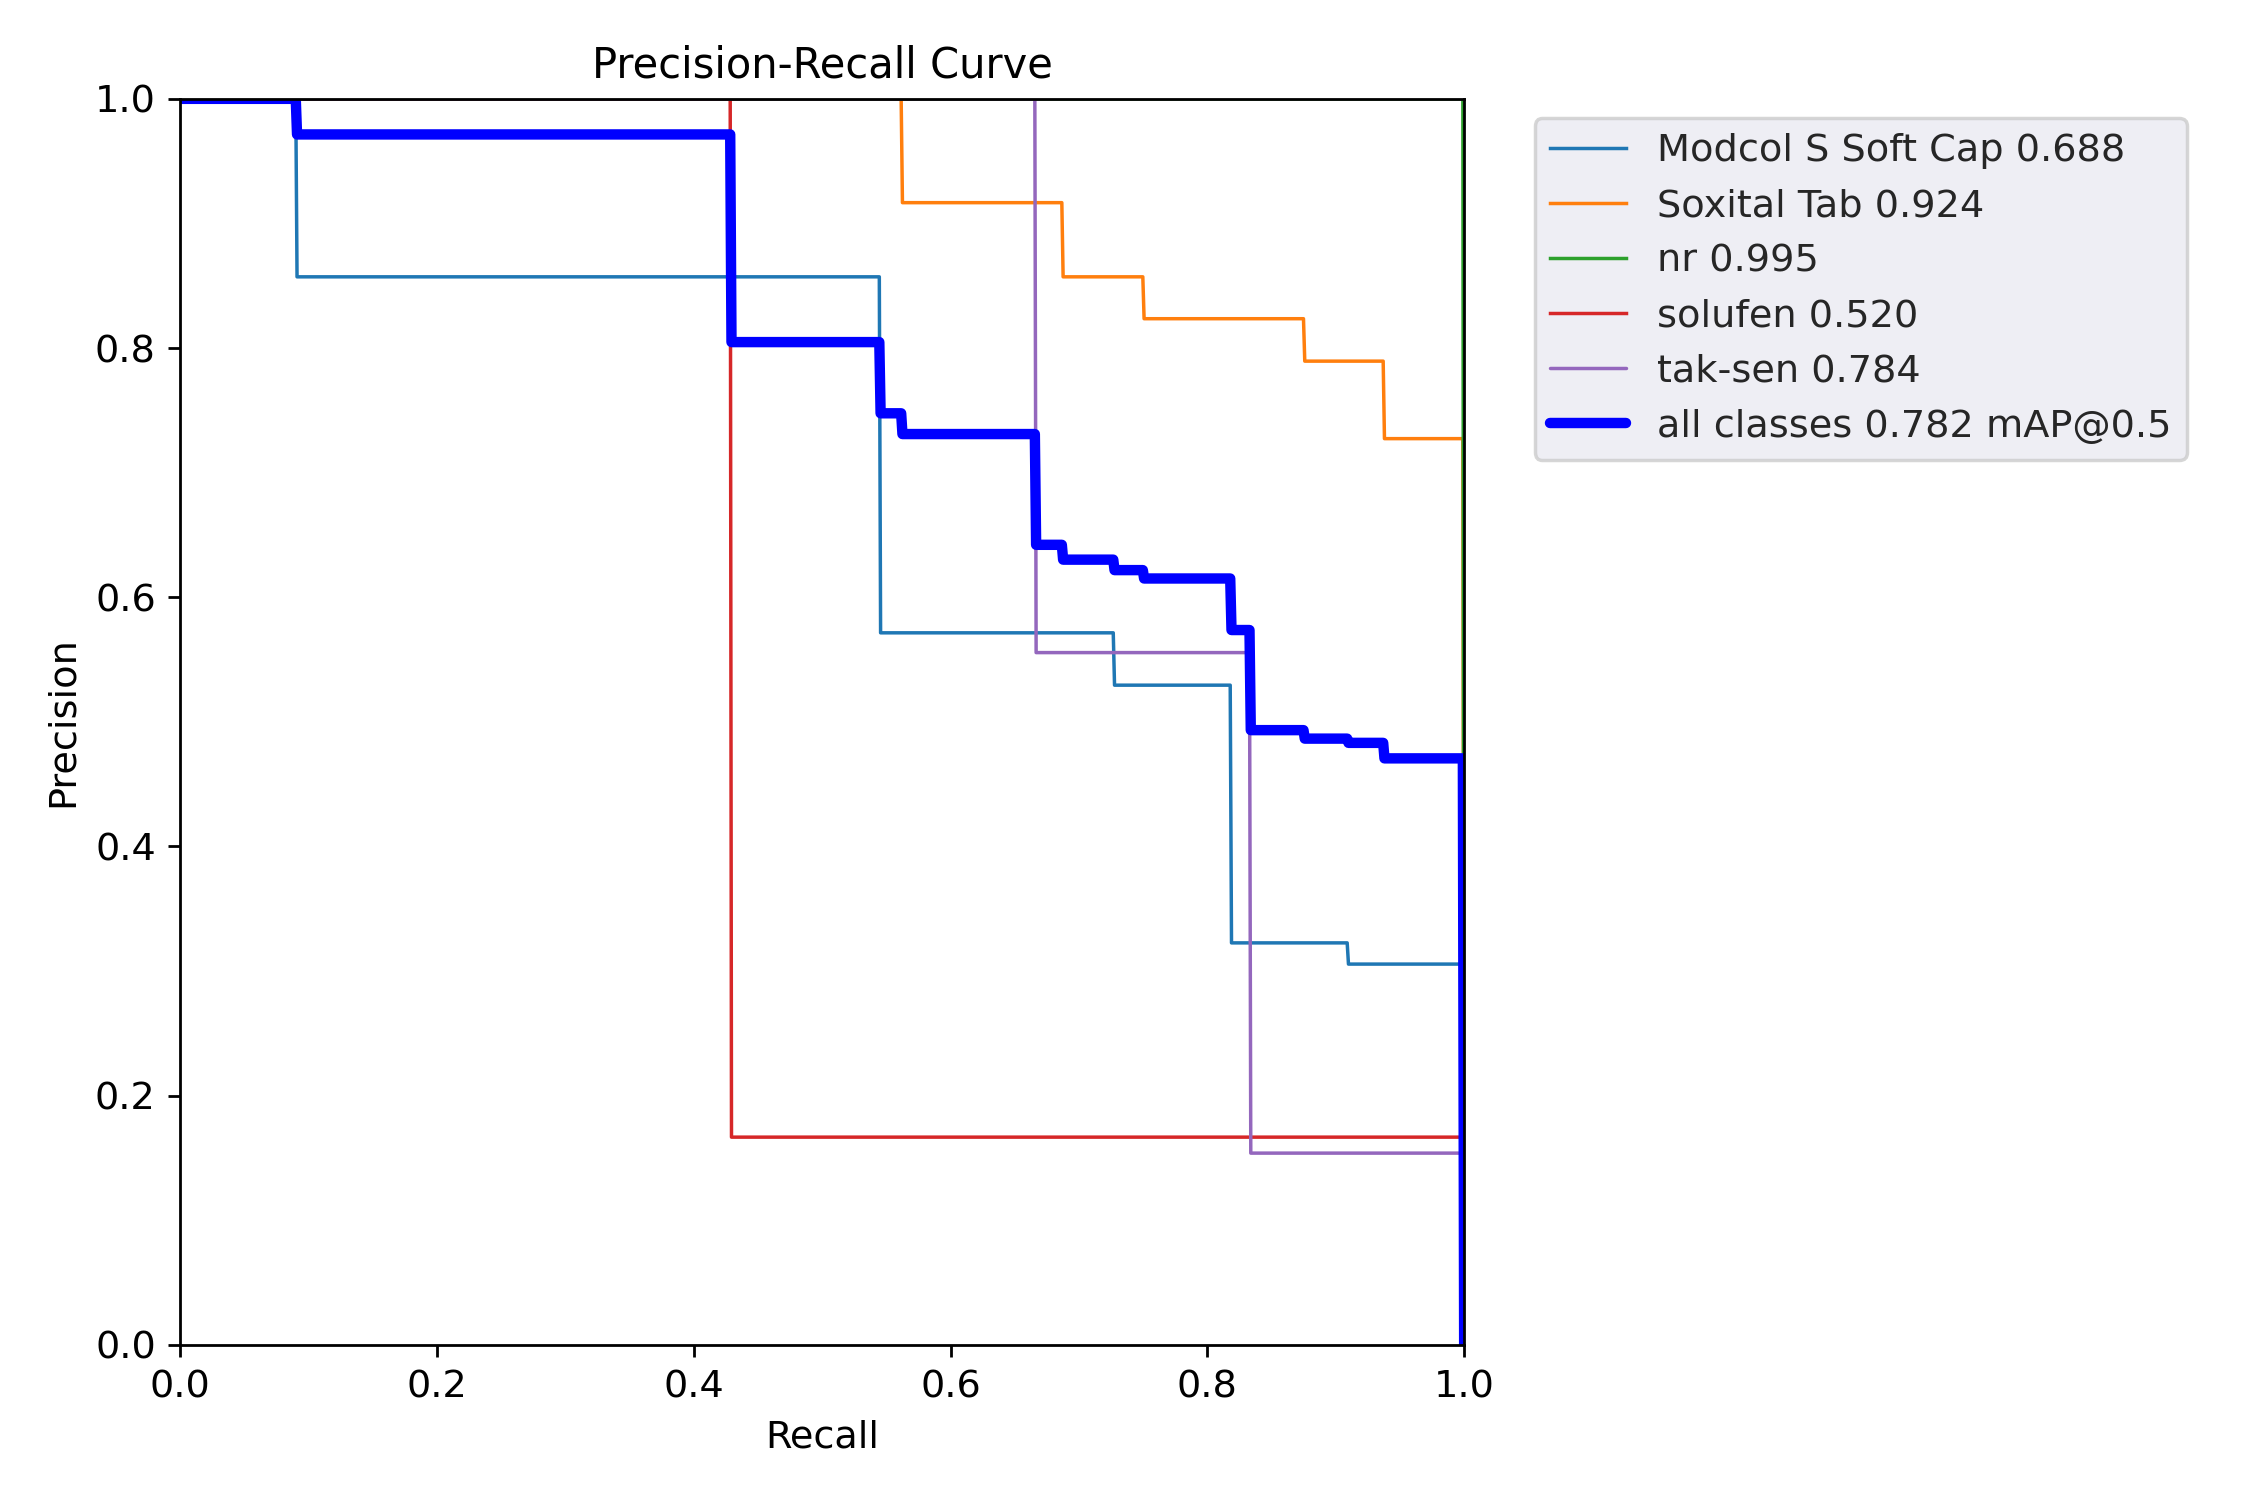 Precision-Recall Curve
1.0
0.8
0.6
0.4
0.2
0.0
Precision
0.0 0.2 0.4 0.6 0.8 1.0
Recall
Modcol S Soft Cap 0.688
Soxital Tab 0.924
nr 0.995
solufen 0.520
tak-sen 0.784
all classes 0.782 mAP@0.5